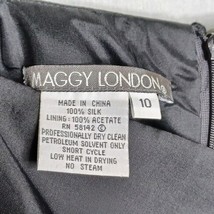 MAGGY LONDON®
10
MADE IN CHINA
100% SILK
LINING: 100% ACETATE
RN 58142 ©
PROFESSIONALLY DRY CLEAN
PETROLEUM SOLVENT ONLY
SHORT CYCLE
LOW HEAT IN DRYING
NO STEAM